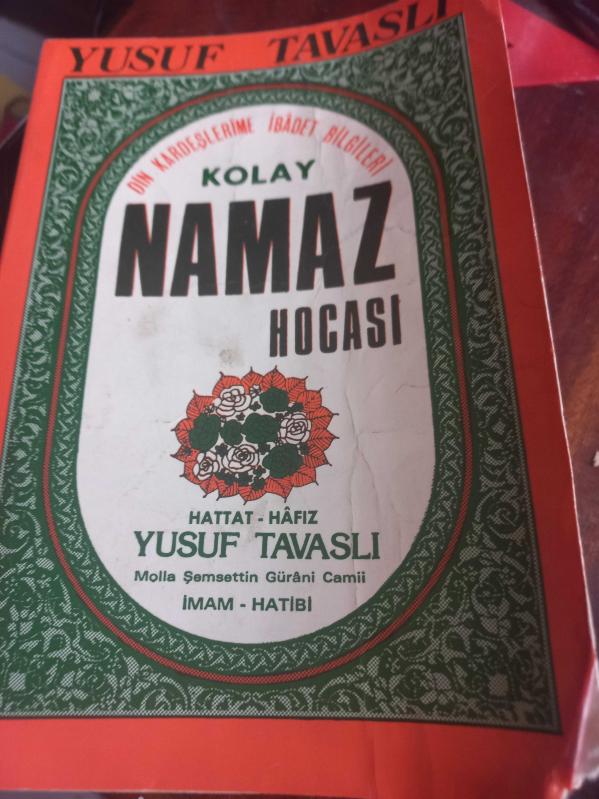 YUSUF TAVASLI
DİN KARDEŞLERİME İBÂDET BİLGİLERİ
KOLAY
NAMAZ
HOCASI
HATTAT - HÂFIZ
YUSUF TAVASLI
Molla Şemsettin Gürâni Camii
İMAM - HATİBİ